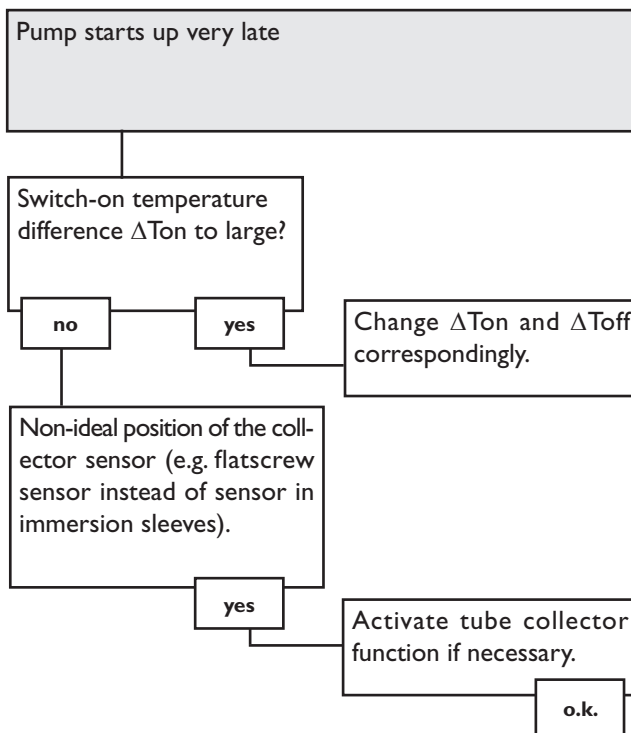 Pump starts up very late
Switch-on temperature
difference ΔTon to large?
no
yes
Change ΔTon and ΔToff
correspondingly.
Non-ideal position of the coll-
ector sensor (e.g. flatscrew
sensor instead of sensor in
immersion sleeves).
yes
Activate tube collector
function if necessary.
o.k.